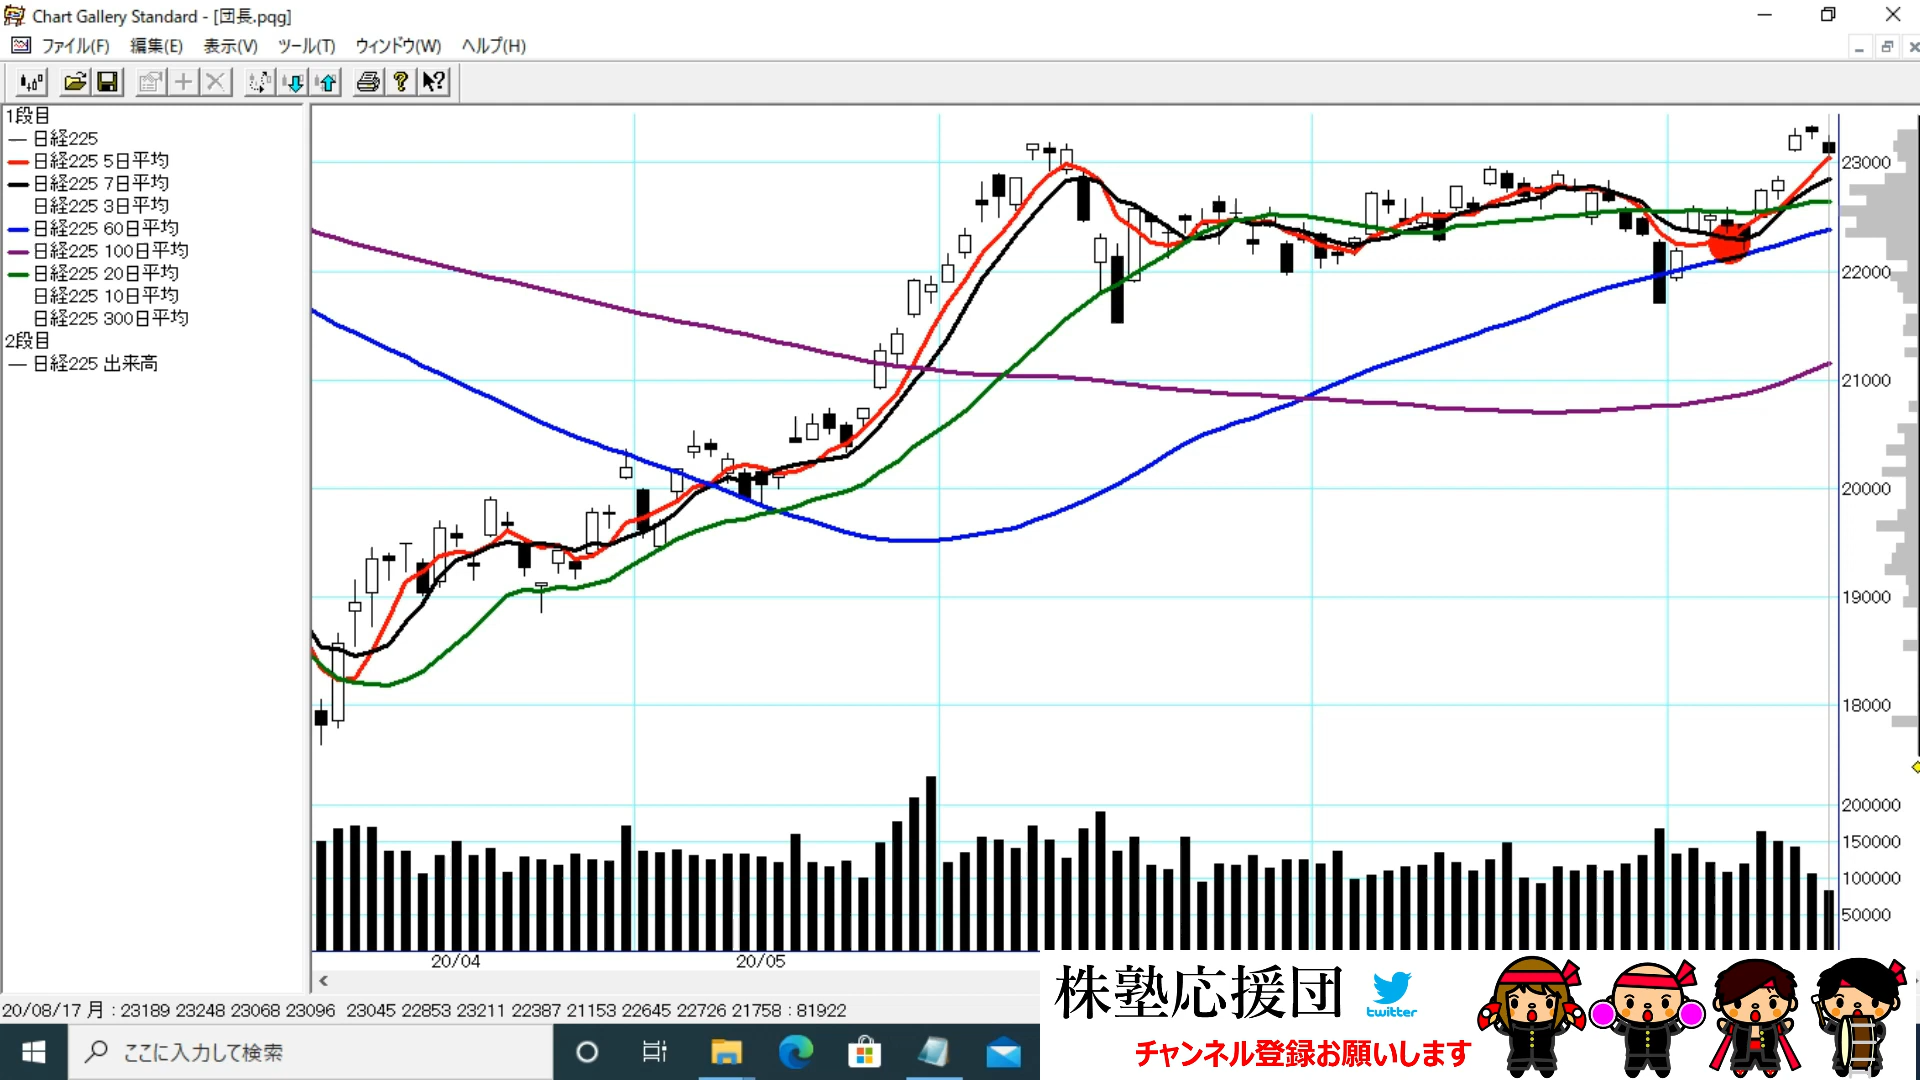 Chart Gallery Standard - [団長.pqg]
ファイル(F) 編集(E) 表示(V) ツール(T) ウィンドウ(W) ヘルプ(H)
1段目
日経225
日経225 5日平均
日経225 7日平均
日経225 3日平均
日経225 60日平均
日経225 100日平均
日経225 20日平均
日経225 10日平均
日経225 300日平均
2段目
日経225 出来高
23000
22000
21000
20000
19000
18000
200000
150000
100000
50000
20/04 20/05
20/08/17 月 : 23189 23248 23068 23096 23045 22853 23211 22387 21153 22645 22726 21758 : 81922
ここに入力して検索
株塾応援団
twitter
チャンネル登録お願いします